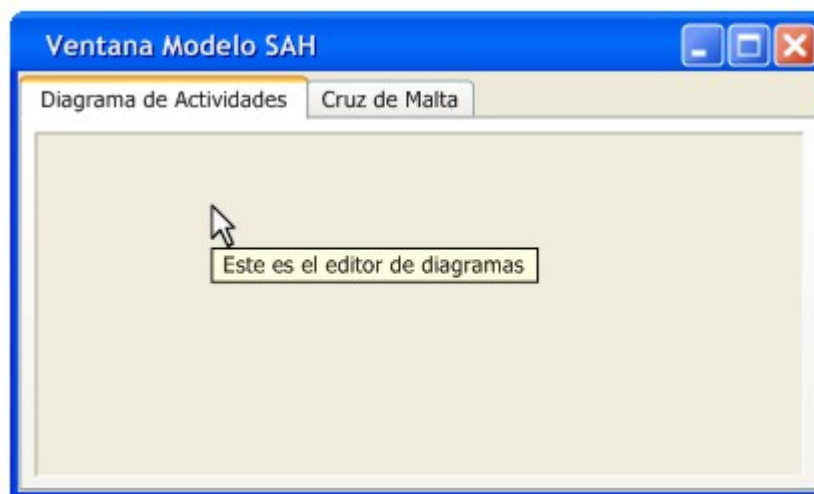 Ventana Modelo SAH
Diagrama de Actividades Cruz de Malta
Este es el editor de diagramas